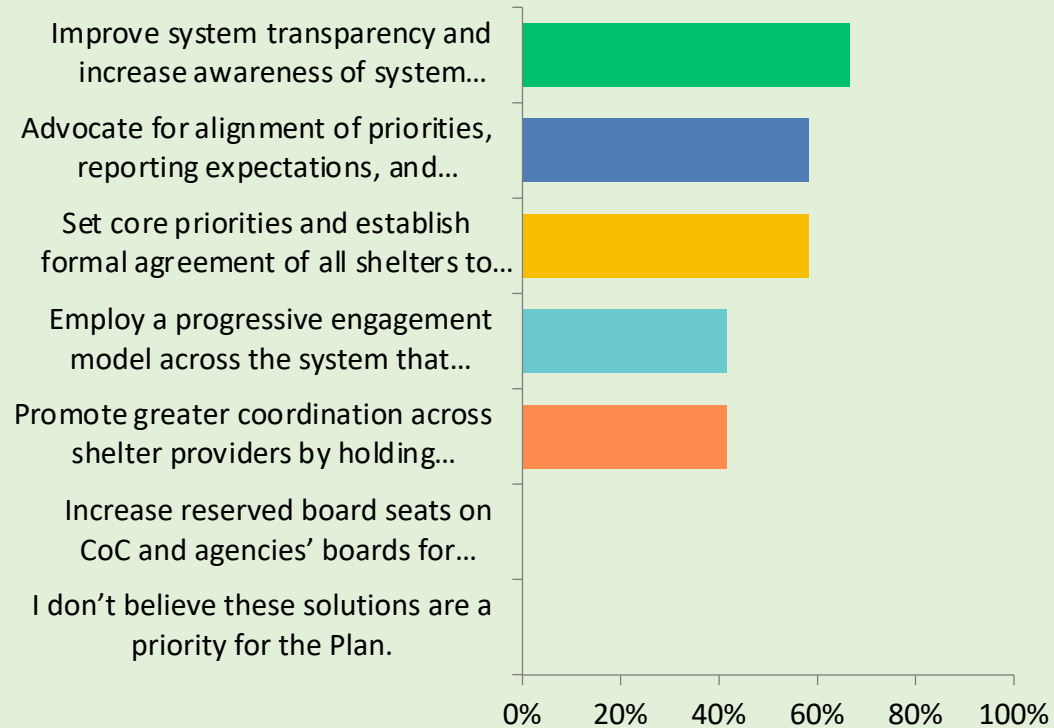 Improve system transparency and
increase awareness of system…
Advocate for alignment of priorities,
reporting expectations, and…
Set core priorities and establish
formal agreement of all shelters to…
Employ a progressive engagement
model across the system that…
Promote greater coordination across
shelter providers by holding…
Increase reserved board seats on
CoC and agencies’ boards for…
I don’t believe these solutions are a
priority for the Plan.
0% 20% 40% 60% 80% 100%